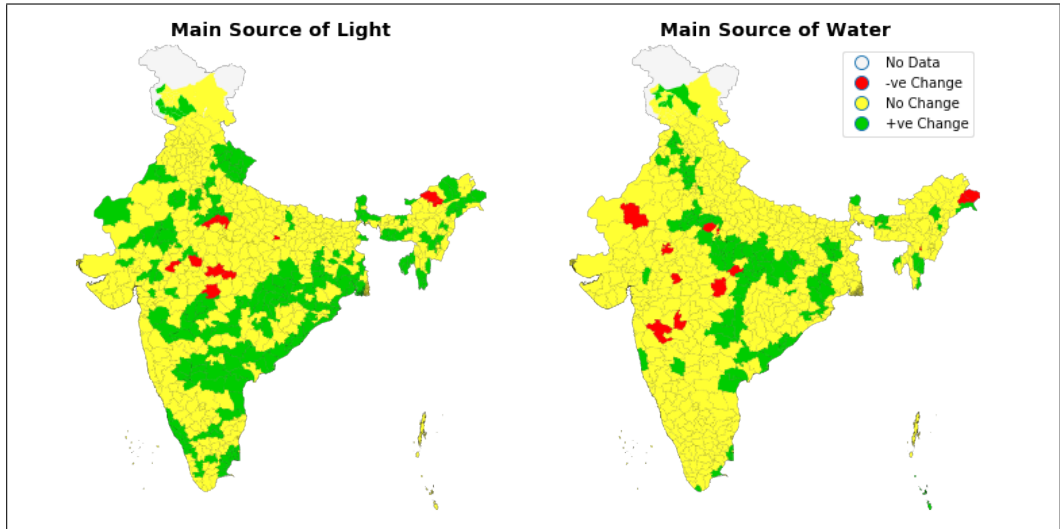 Main Source of Light
Main Source of Water
No Data
-ve Change
No Change
+ve Change